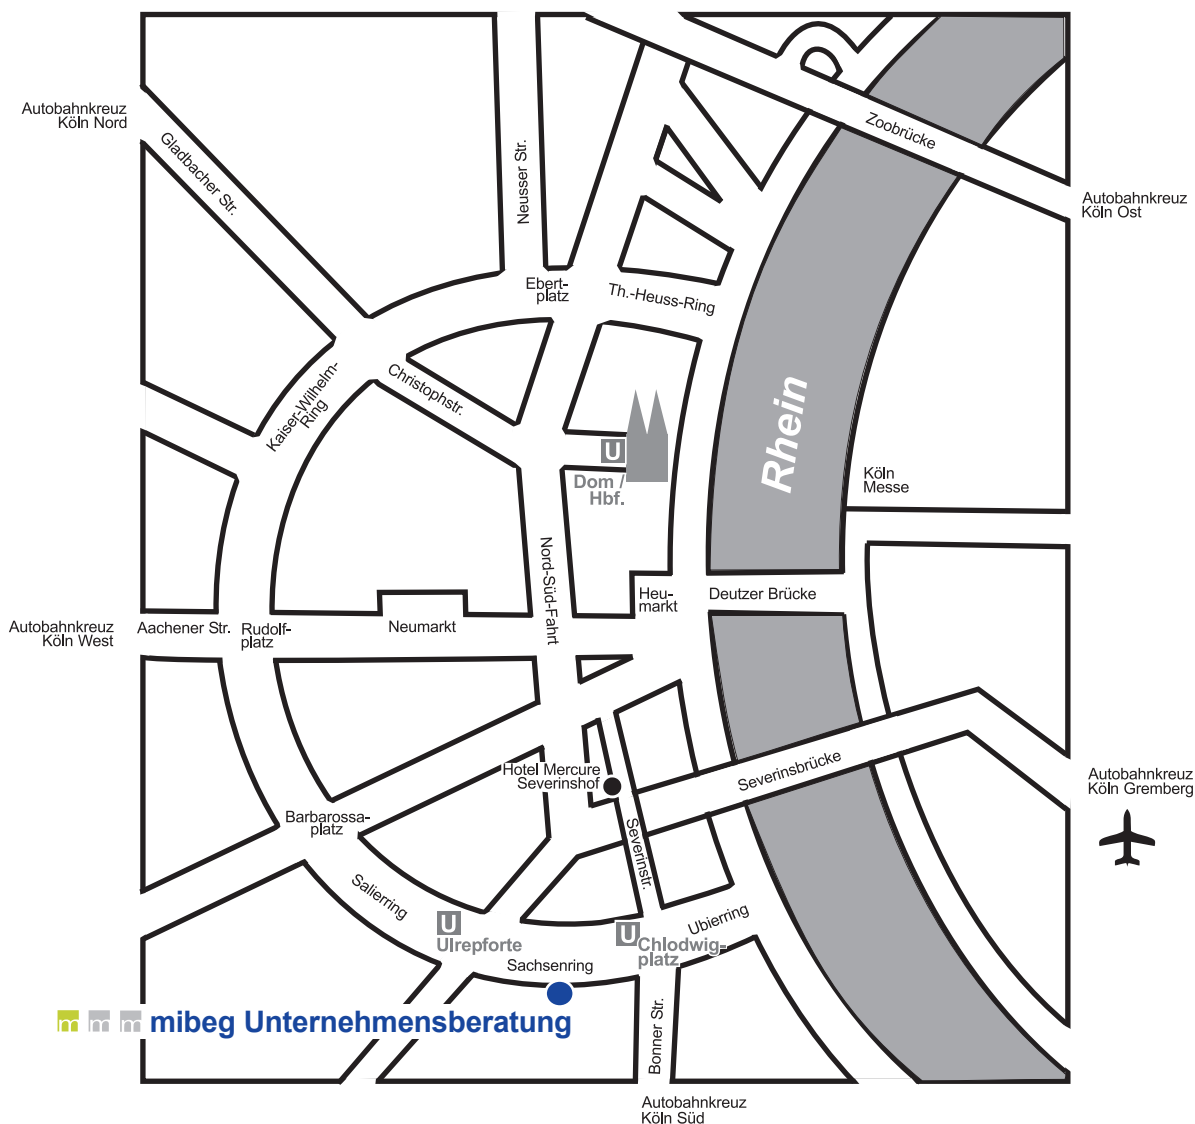 Autobahnkreuz
Köln Nord
Gladbacher Str.
Neusser Str.
Zoobrücke
Autobahnkreuz
Köln Ost
Ebert-
platz
Th.-Heuss-Ring
Kaiser-Wilhelm-
Ring
Christophstr.
Rhein
U
Dom /
Hbf.
Köln
Messe
Nord-Süd-Fahrt
Heu-
markt
Deutzer Brücke
Autobahnkreuz
Köln West
Aachener Str.
Rudolf-
platz
Neumarkt
Hotel Mercure
Severinshof
Severinsbrücke
Autobahnkreuz
Köln Gremberg
Barbarossa-
platz
Severinstr.
Salierring
U
Ulrepforte
U
Chlodwig-
platz
Ubierring
Sachsenring
m m m mibeg Unternehmensberatung
Bonner Str.
Autobahnkreuz
Köln Süd